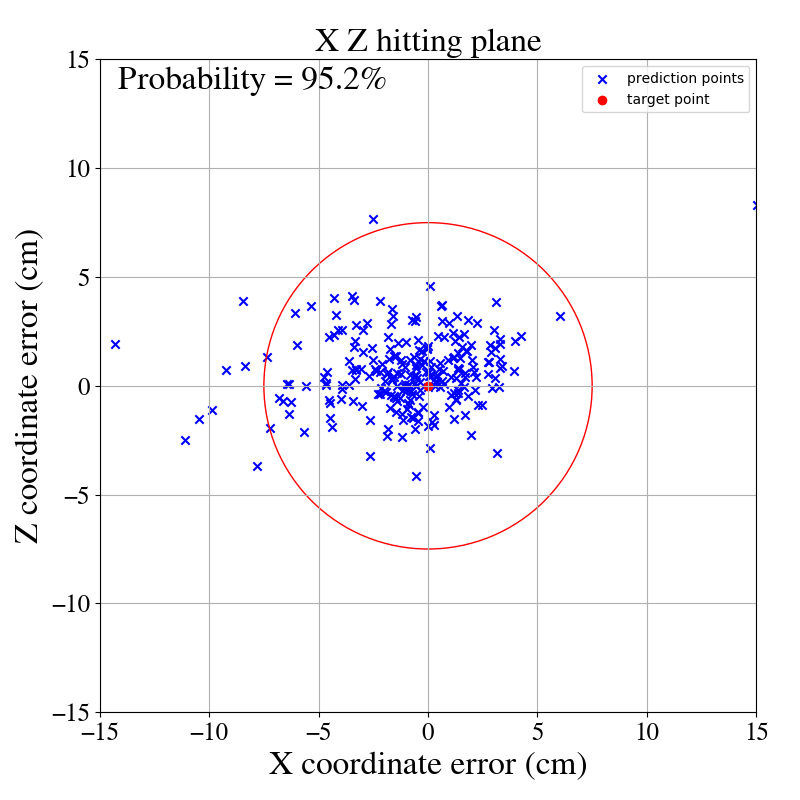 X Z hitting plane
Probability = 95.2%
prediction points
target point
15
10
5
0
−5
−10
−15
Z coordinate error (cm)
−15 −10 −5 0 5 10 15
X coordinate error (cm)